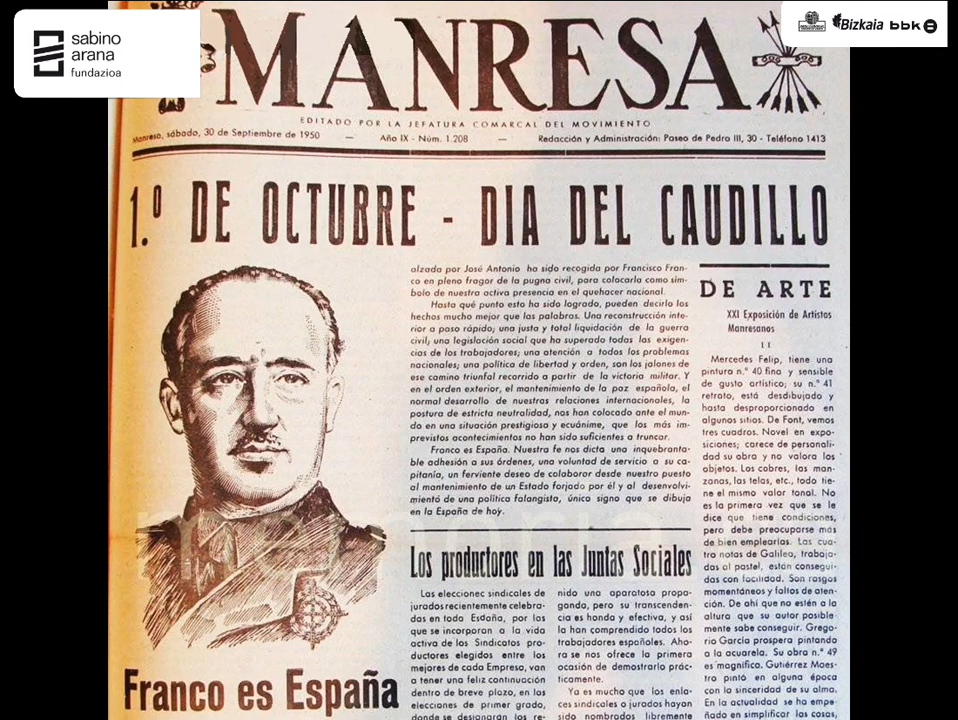 sabino
arana
fundazioa
Bizkaia bbk
MANRESA
EDITADO POR LA JEFATURA COMARCAL DEL MOVIMIENTO
Manresa, sábado, 30 de Septiembre de 1950 — Año IX - Núm. 1.208 — Redacción y Administración: Paseo de Pedro III, 30 - Teléfono 1413
1.º DE OCTUBRE - DIA DEL CAUDILLO
Franco es España
alzada por José Antonio ha sido recogida por Francisco Fran-
co en pleno fragor de la pugna civil, para colocarla como sím-
bolo de nuestra activa presencia en el quehacer nacional.
Hasta qué punto esto ha sido logrado, pueden decirlo los
hechos mucho mejor que las palabras. Una reconstrucción inte-
rior a paso rápido; una justa y total liquidación de la guerra
civil; una legislación social que ha superado todas las exigen-
cias de los trabajadores; una atención a todos los problemas
nacionales; una política de libertad y orden, son los jalones de
ese camino triunfal recorrido a partir de la victoria militar. Y
en el orden exterior, el mantenimiento de la paz española, el
normal desarrollo de nuestras relaciones internacionales, la
postura de estricta neutralidad, nos han colocado ante el mun-
do en una situación prestigiosa y ecuánime, que los más im-
previstos acontecimientos no han sido suficientes a truncar.
Franco es España. Nuestra fe nos dicta una inquebranta-
ble adhesión a sus órdenes, una voluntad de servicio a su ca-
pitanía, un ferviente deseo de colaborar desde nuestro puesto
al mantenimiento de un Estado forjado por él y al desenvolvi-
miento de una política falangista, único signo que se dibuja
en la España de hoy.
Los productores en las Juntas Sociales
Las elecciones sindicales de
jurados recientemente celebra-
das en toda Esdaña, por las
que se incorporan a la vida
activa de los Sindicatos pro-
ductores elegidos entre los
mejores de cada Empresa, van
a tener una feliz continuación
dentro de breve plazo, en las
elecciones de primer grado,
donde se designaran los re-
nido una aparatosa propa-
ganda, pero su transcenden-
cia es honda y efectiva, y así
la han comprendido todos los
trabajadores españoles. Aho-
ra se nos ofrece la primera
ocasión de demostrarlo prác-
ticamente.
Ya es mucho que los enla-
ces sindicales o jurados hayan
sido nombrados libremente
DE ARTE
XXI Exposición de Artistas
Manresanos
II
Mercedes Felip, tiene una
pintura n.º 40 fina y sensible
de gusto artístico; su n.º 41
retrato, está desdibujado y
hasta desproporcionado en
algunos sitios. De Font, vemos
tres cuadros. Novel en expo-
siciones; carece de personali-
dad su obra y no valora los
objetos. Los cobres, las man-
zanas, las telas, etc., todo tie-
ne el mismo valor tonal. No
es la primera vez que se le
dice que tiene condiciones,
pero debe preocuparse más
de bien emplearlas. Las cua-
tro notas de Galilea, trabaja-
das al pastel, están consegui-
das con facilidad. Son rasgos
momentáneos y faltos de aten-
ción. De ahí que no estén a la
altura que su autor posible-
mente sabe conseguir. Grego-
rio García prospera pintando
a la acuarela. Su obra n.º 49
es magnífica. Gutiérrez Maes-
tro pintó en alguna época
con la sinceridad de su alma.
En la actualidad se ha empe-
ñado en simplificar las cosas,